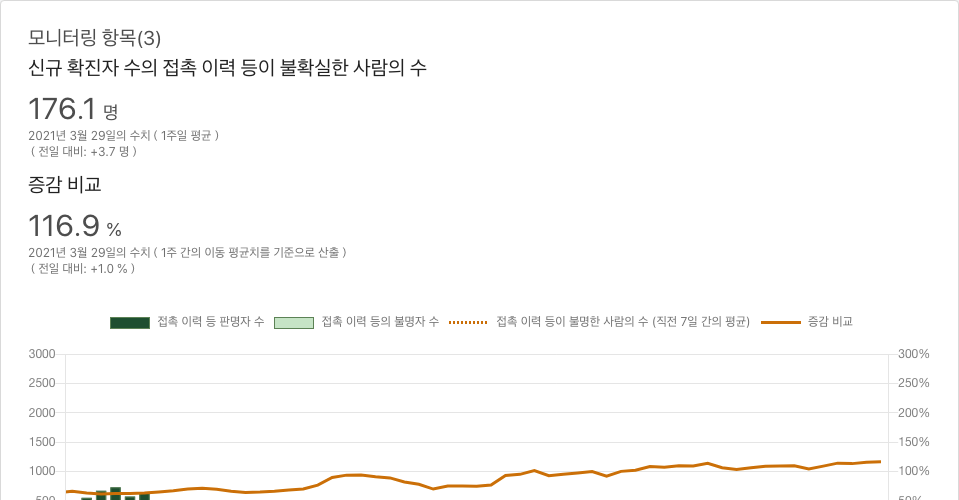 모니터링 항목(3)
신규 확진자 수의 접촉 이력 등이 불확실한 사람의 수
176.1 명
2021년 3월 29일의 수치 ( 1주일 평균 )
( 전일 대비: +3.7 명 )
증감 비교
116.9 %
2021년 3월 29일의 수치 ( 1주 간의 이동 평균치를 기준으로 산출 )
( 전일 대비: +1.0 % )
접촉 이력 등 판명자 수 접촉 이력 등의 불명자 수 접촉 이력 등이 불명한 사람의 수 (직전 7일 간의 평균) 증감 비교
3000 300%
2500 250%
2000 200%
1500 150%
1000 100%
500 50%